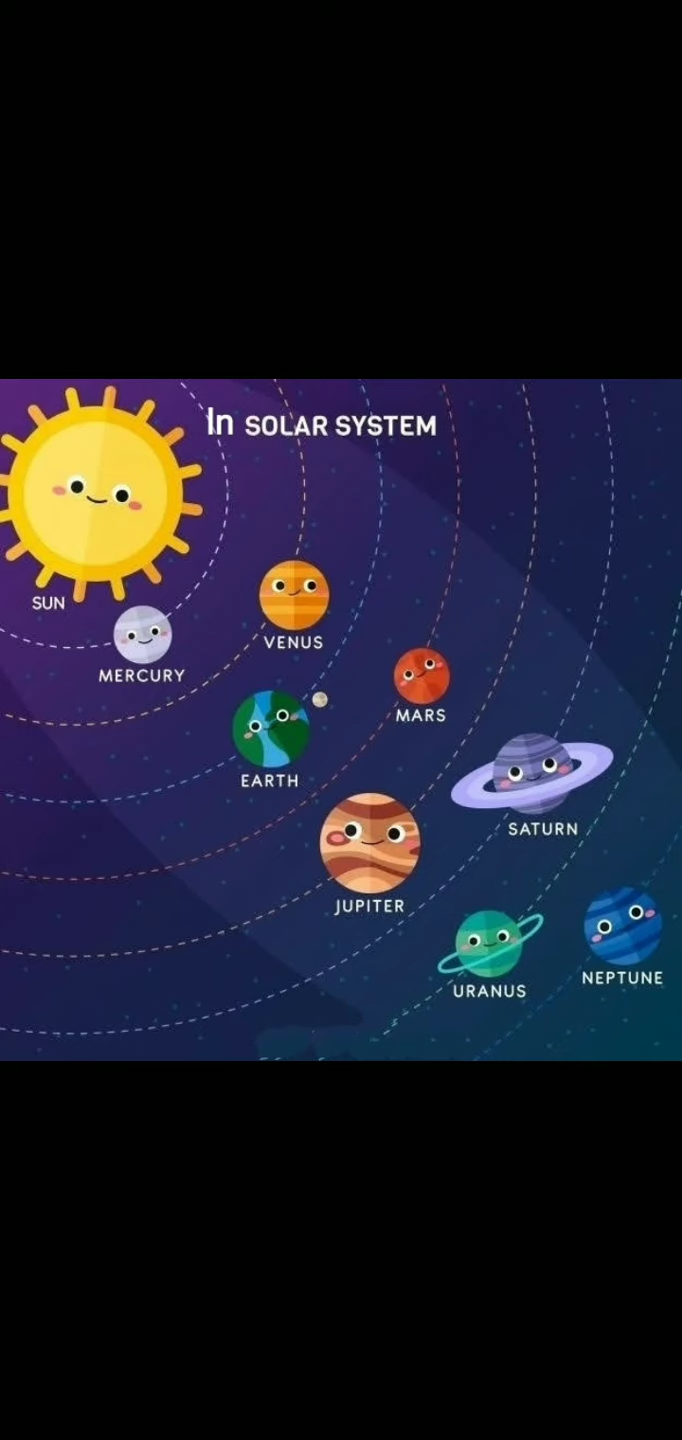 In SOLAR SYSTEM
SUN
MERCURY
VENUS
EARTH
MARS
JUPITER
SATURN
URANUS
NEPTUNE